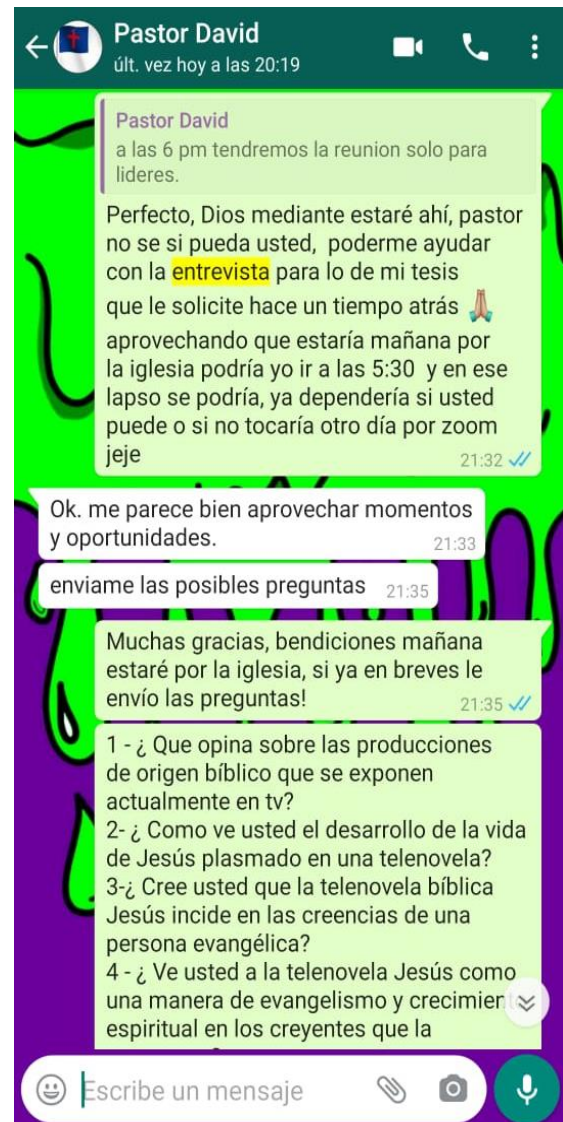 Pastor David
últ. vez hoy a las 20:19
Pastor David
a las 6 pm tendremos la reunion solo para
lideres.
Perfecto, Dios mediante estaré ahí, pastor
no se si pueda usted, poderme ayudar
con la entrevista para lo de mi tesis
que le solicite hace un tiempo atrás 🙏🏼
aprovechando que estaría mañana por
la iglesia podría yo ir a las 5:30 y en ese
lapso se podría, ya dependería si usted
puede o si no tocaría otro día por zoom
jeje
21:32
Ok. me parece bien aprovechar momentos
y oportunidades.
21:33
enviame las posibles preguntas
21:35
Muchas gracias, bendiciones mañana
estaré por la iglesia, si ya en breves le
envío las preguntas!
21:35
1 - ¿ Que opina sobre las producciones
de origen bíblico que se exponen
actualmente en tv?
2- ¿ Como ve usted el desarrollo de la vida
de Jesús plasmado en una telenovela?
3-¿ Cree usted que la telenovela bíblica
Jesús incide en las creencias de una
persona evangélica?
4 - ¿ Ve usted a la telenovela Jesús como
una manera de evangelismo y crecimient
espiritual en los creyentes que la
Escribe un mensaje